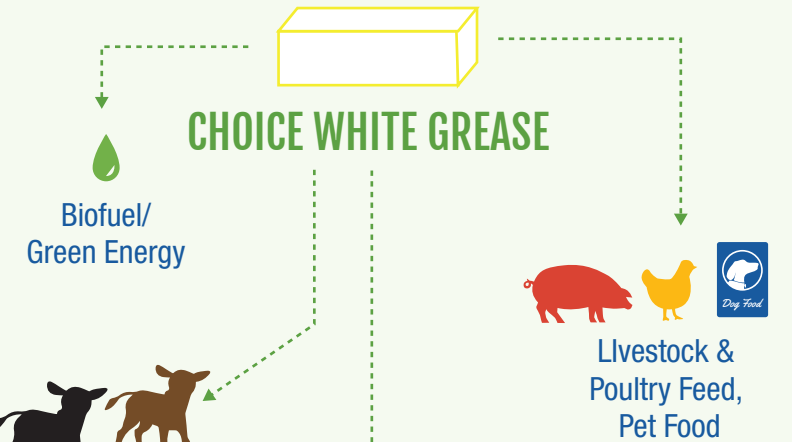 CHOICE WHITE GREASE
Biofuel/
Green Energy
Dog Food
LIvestock &
Poultry Feed,
Pet Food